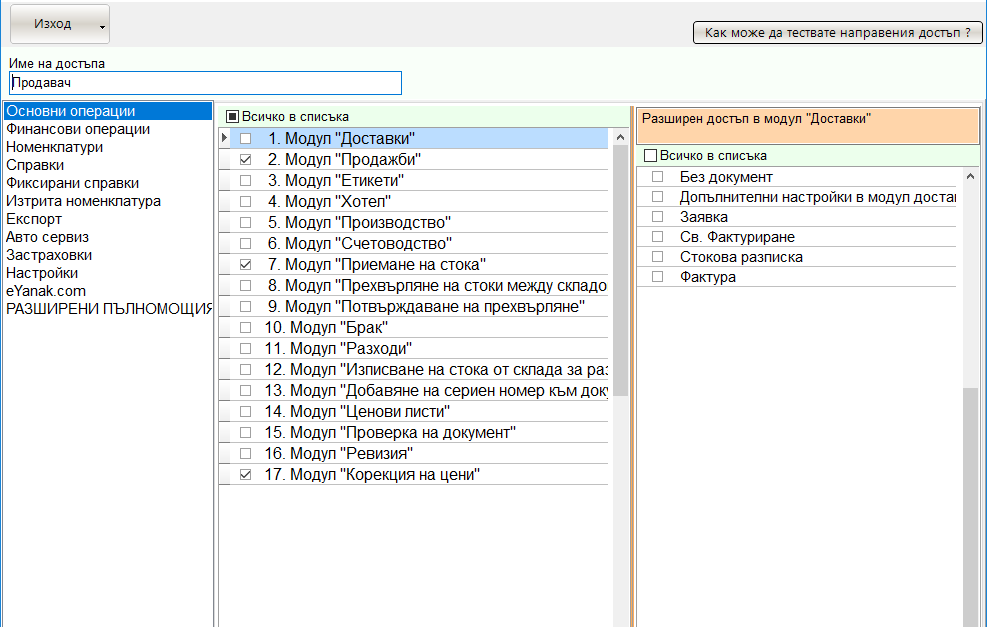 Изход
Как може да тествате направения достъп ?
Име на достъпа
Продавач
Основни операции
Финансови операции
Номенклатури
Справки
Фиксирани справки
Изтрита номенклатура
Експорт
Авто сервиз
Застраховки
Настройки
eYanak.com
РАЗШИРЕНИ ПЪЛНОМОЩИЯ
Всичко в списъка
1. Модул "Доставки"
2. Модул "Продажби"
3. Модул "Етикети"
4. Модул "Хотел"
5. Модул "Производство"
6. Модул "Счетоводство"
7. Модул "Приемане на стока"
8. Модул "Прехвърляне на стоки между складо
9. Модул "Потвърждаване на прехвърляне"
10. Модул "Брак"
11. Модул "Разходи"
12. Модул "Изписване на стока от склада за раз
13. Модул "Добавяне на сериен номер към доку
14. Модул "Ценови листи"
15. Модул "Проверка на документ"
16. Модул "Ревизия"
17. Модул "Корекция на цени"
Разширен достъп в модул "Доставки"
Всичко в списъка
Без документ
Допълнителни настройки в модул достав
Заявка
Св. Фактуриране
Стокова разписка
Фактура